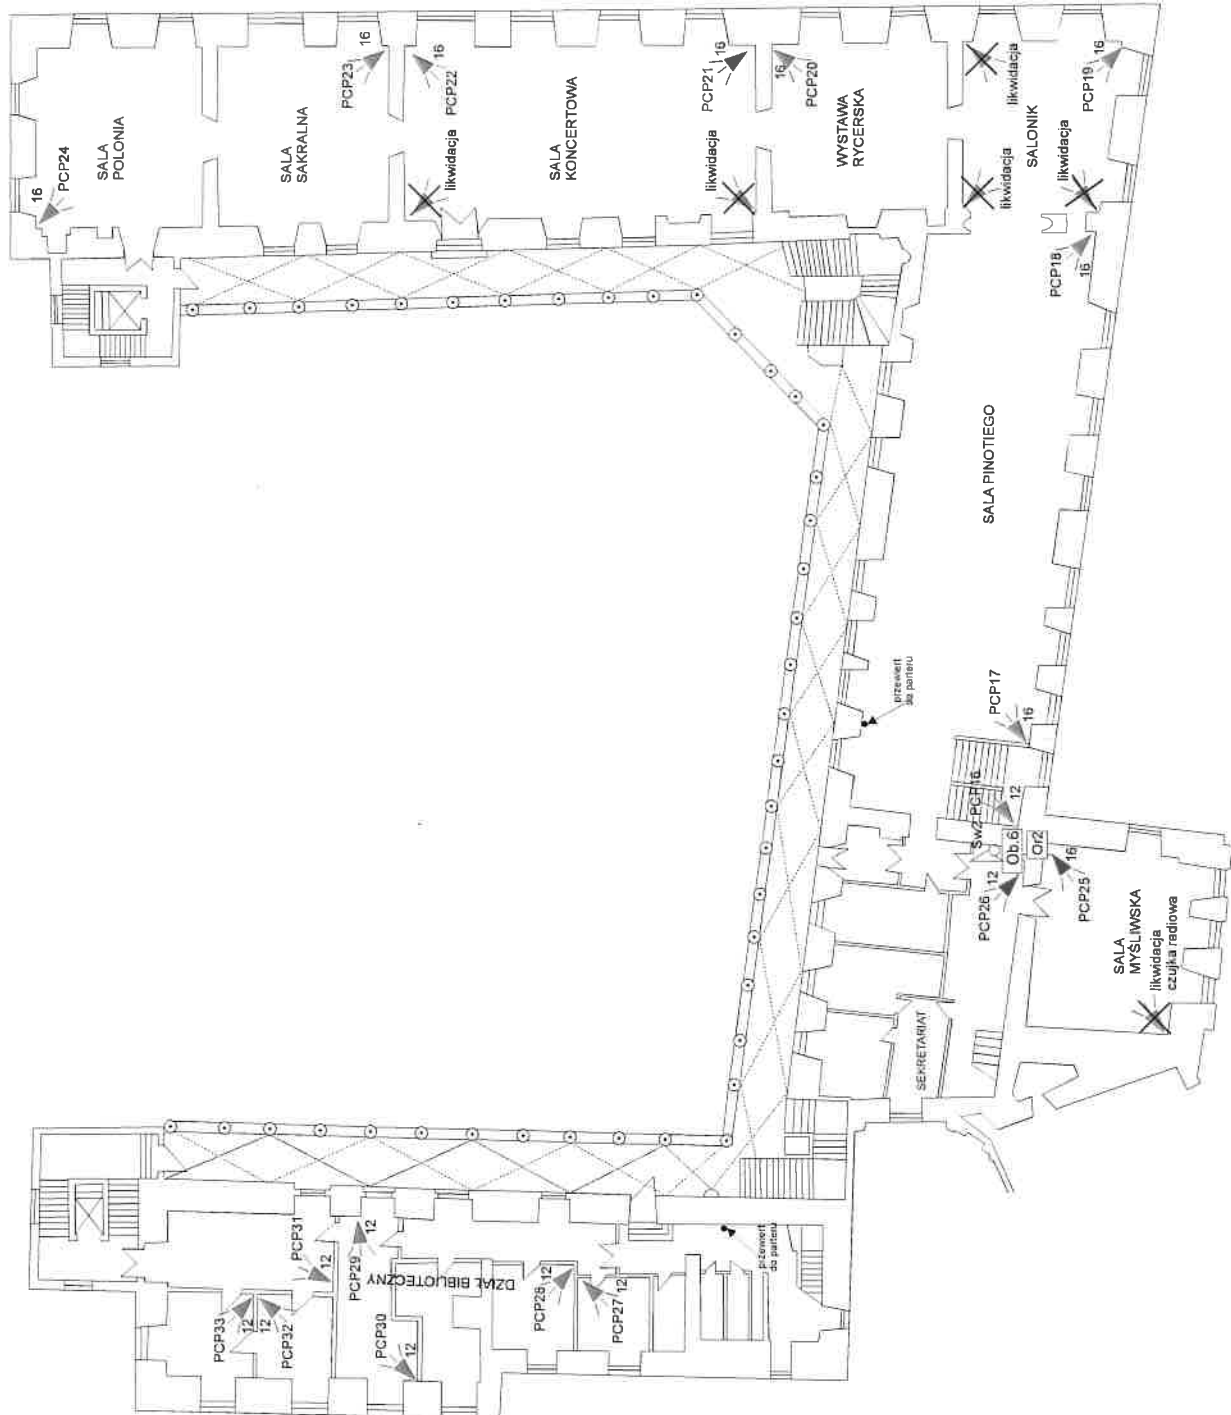 16
PCP24
SALA
POLONIA
SALA
SAKRALNA
PCP23
16
16
PCP22
likwidacja
SALA
KONCERTOWA
likwidacja
PCP21
16
16
PCP20
WYSTAWA
RYCERSKA
likwidacja
likwidacja
SALONIK
likwidacja
PCP19
16
PCP18
16
SALA PINOTIEGO
przewiert
do parteru
PCP17
16
Sw2 PCP16
12
Ob.6
Or2
PCP26
12
16
PCP25
SALA
MYŚLIWSKA
likwidacja
czujka radiowa
SEKRETARIAT
przewiert
do parteru
PCP31
12
PCP29
12
DZIAŁ BIBLIOTECZNY
PCP28
12
12
PCP27
PCP33
12
12
PCP32
PCP30
12